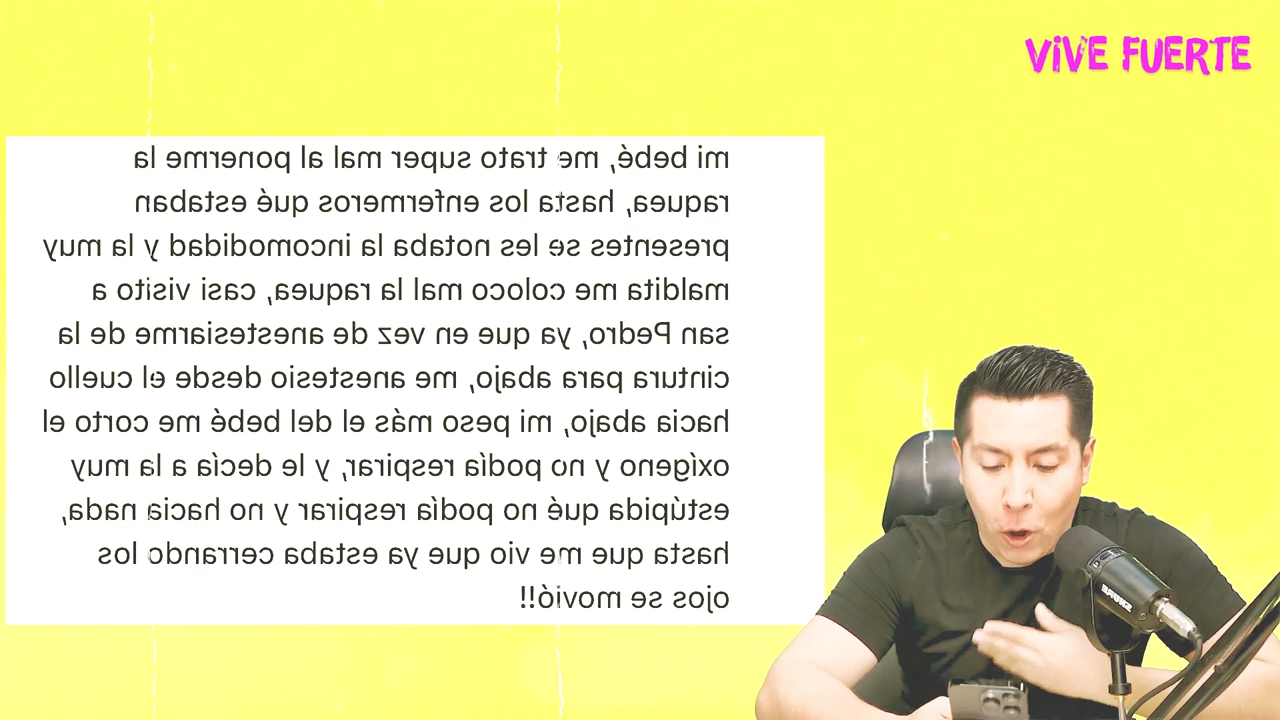 VIVE FUERTE
mi bebé, me trato super mal al ponerme la
raquea, hasta los enfermeros qué estaban
presentes se les notaba la incomodidad y la muy
maldita me coloco mal la raquea, casi visito a
san Pedro, ya que en vez de anestesiarme de la
cintura para abajo, me anestesio desde el cuello
hacia abajo, mi peso más el del bebé me corto el
oxígeno y no podía respirar, y le decía a la muy
estúpida qué no podía respirar y no hacia nada,
hasta que me vio que ya estaba cerrando los
ojos se movió!!
SHURE